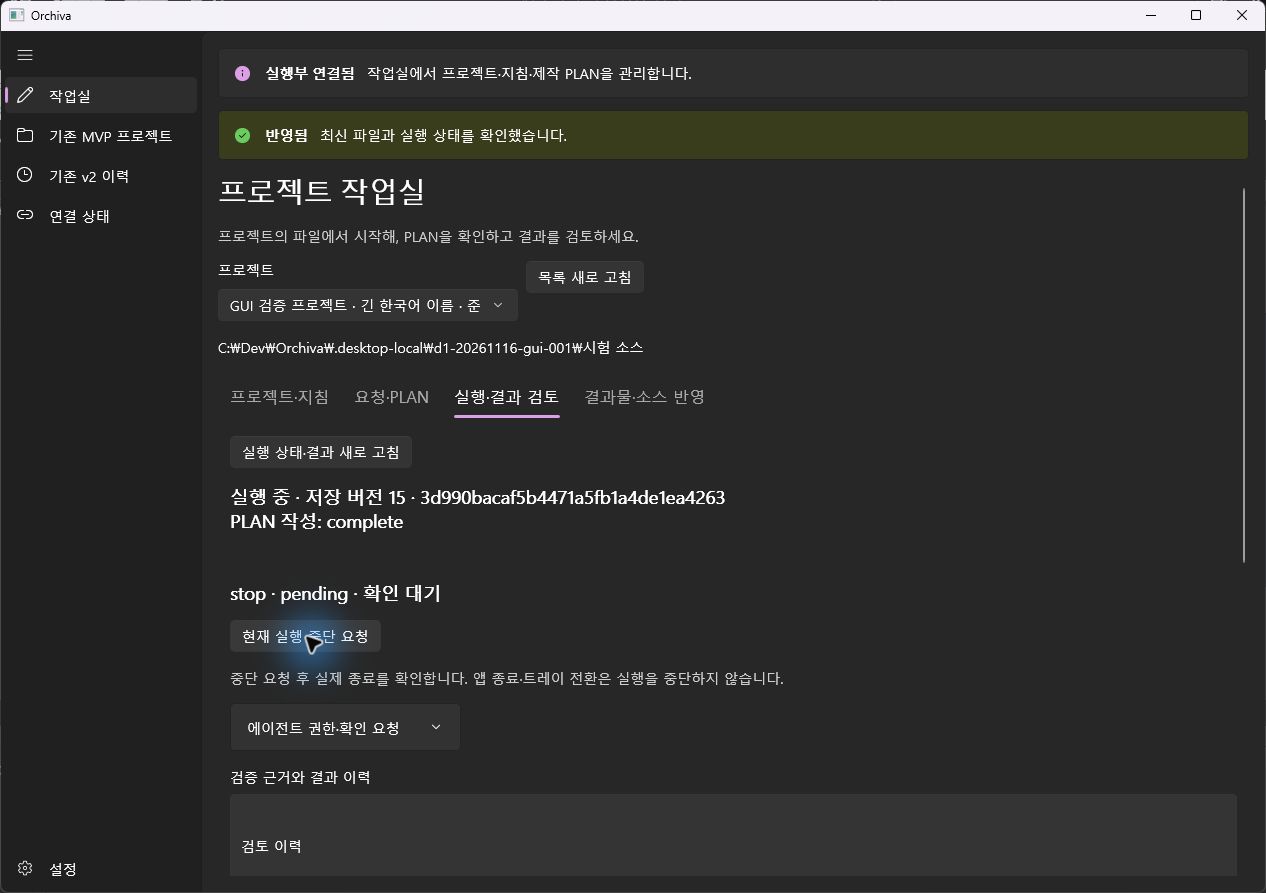 Orchiva
작업실
기존 MVP 프로젝트
기존 v2 이력
연결 상태
설정
실행부 연결됨 작업실에서 프로젝트·지침·제작 PLAN을 관리합니다.
반영됨 최신 파일과 실행 상태를 확인했습니다.
프로젝트 작업실
프로젝트의 파일에서 시작해, PLAN을 확인하고 결과를 검토하세요.
프로젝트
목록 새로 고침
GUI 검증 프로젝트 · 긴 한국어 이름 · 준
C:₩Dev₩Orchiva₩.desktop-local₩d1-20261116-gui-001₩시험 소스
프로젝트·지침 요청·PLAN 실행·결과 검토 결과물·소스 반영
실행 상태·결과 새로 고침
실행 중 · 저장 버전 15 · 3d990bacaf5b4471a5fb1a4de1ea4263
PLAN 작성: complete
stop · pending · 확인 대기
현재 실행 중단 요청
중단 요청 후 실제 종료를 확인합니다. 앱 종료·트레이 전환은 실행을 중단하지 않습니다.
에이전트 권한·확인 요청
검증 근거와 결과 이력
검토 이력